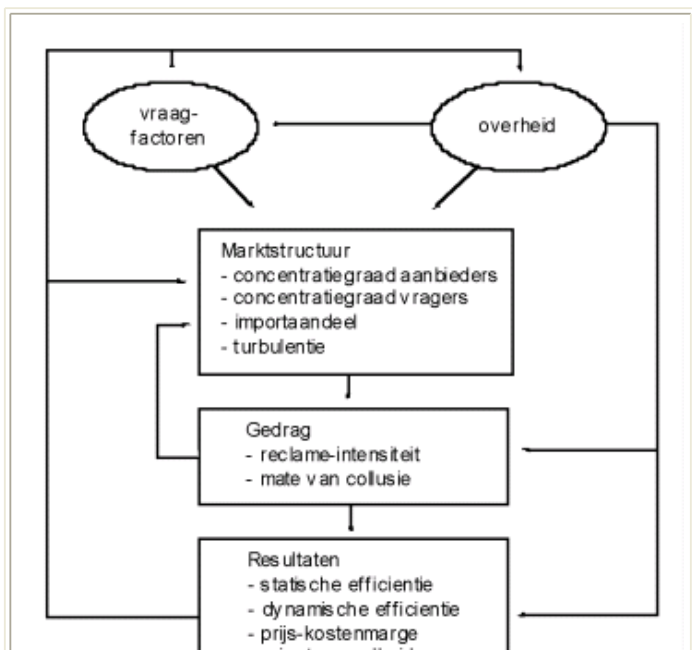 vraag-
factoren
overheid
Marktstructuur
- concentratiegraad aanbieders
- concentratiegraad vragers
- importaandeel
- turbulentie
Gedrag
- reclame-intensiteit
- mate van collusie
Resultaten
- statische efficientie
- dynamische efficientie
- prijs-kostenmarge